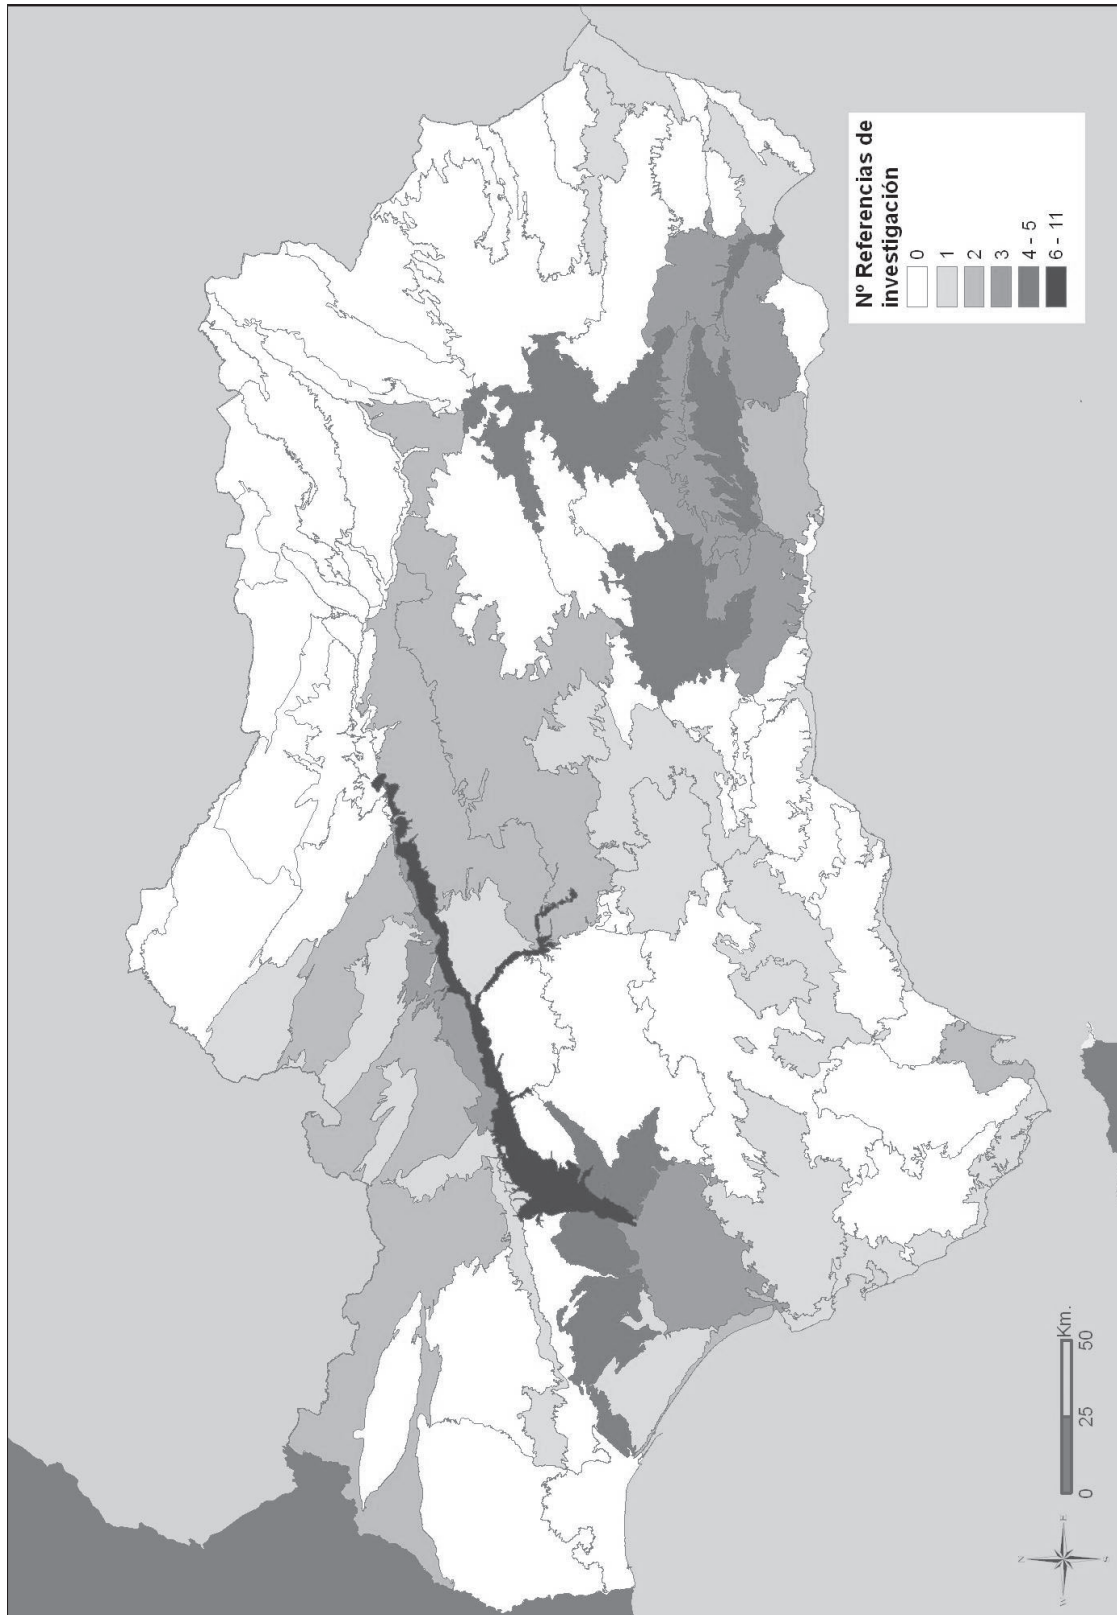 Nº Referencias de
investigación
0
1
2
3
4 - 5
6 - 11
0 25 50 Km.
N
W E
S